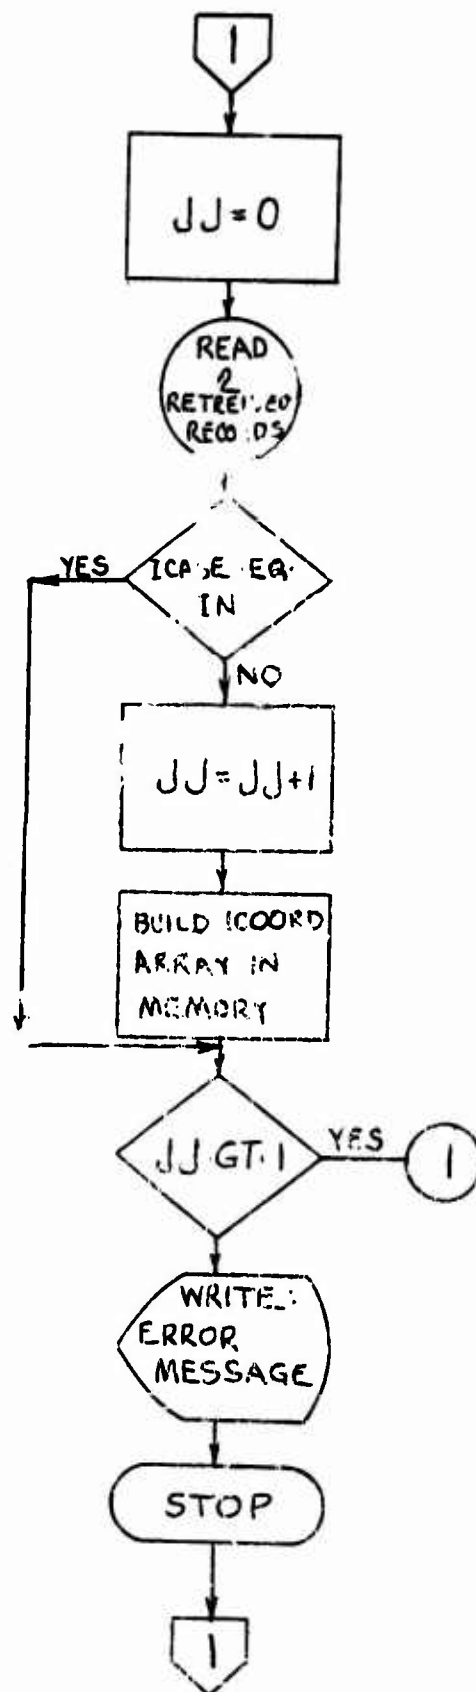 1
JJ=0
READ
2
RECORDS
YES
ICASE EQ.
IN
NO
JJ=JJ+1
BUILD ICOORD
ARRAY IN
MEMORY
JJ.GT.1
YES
1
WRITE:
ERROR
MESSAGE
STOP
1